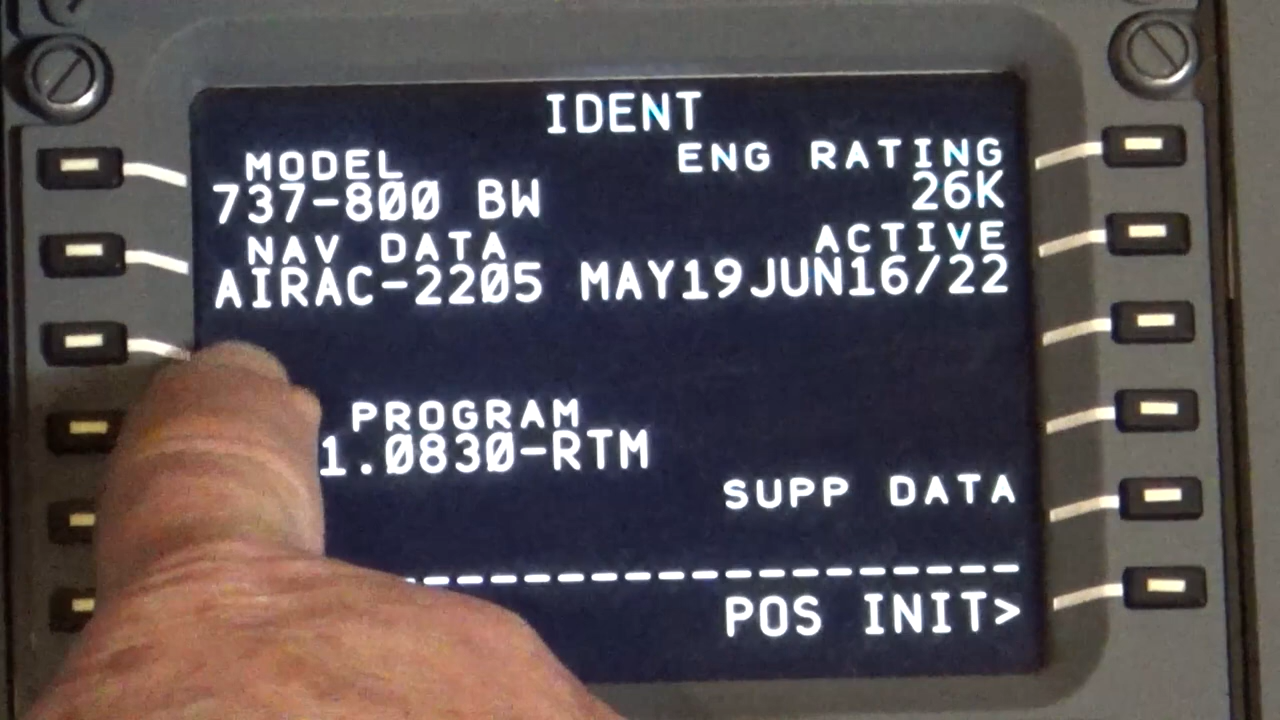 IDENT
MODEL ENG RATING
737-800 BW 26K
NAV DATA ACTIVE
AIRAC-2205 MAY19JUN16/22
PROGRAM
1.0830-RTM
SUPP DATA
--------------------
POS INIT>